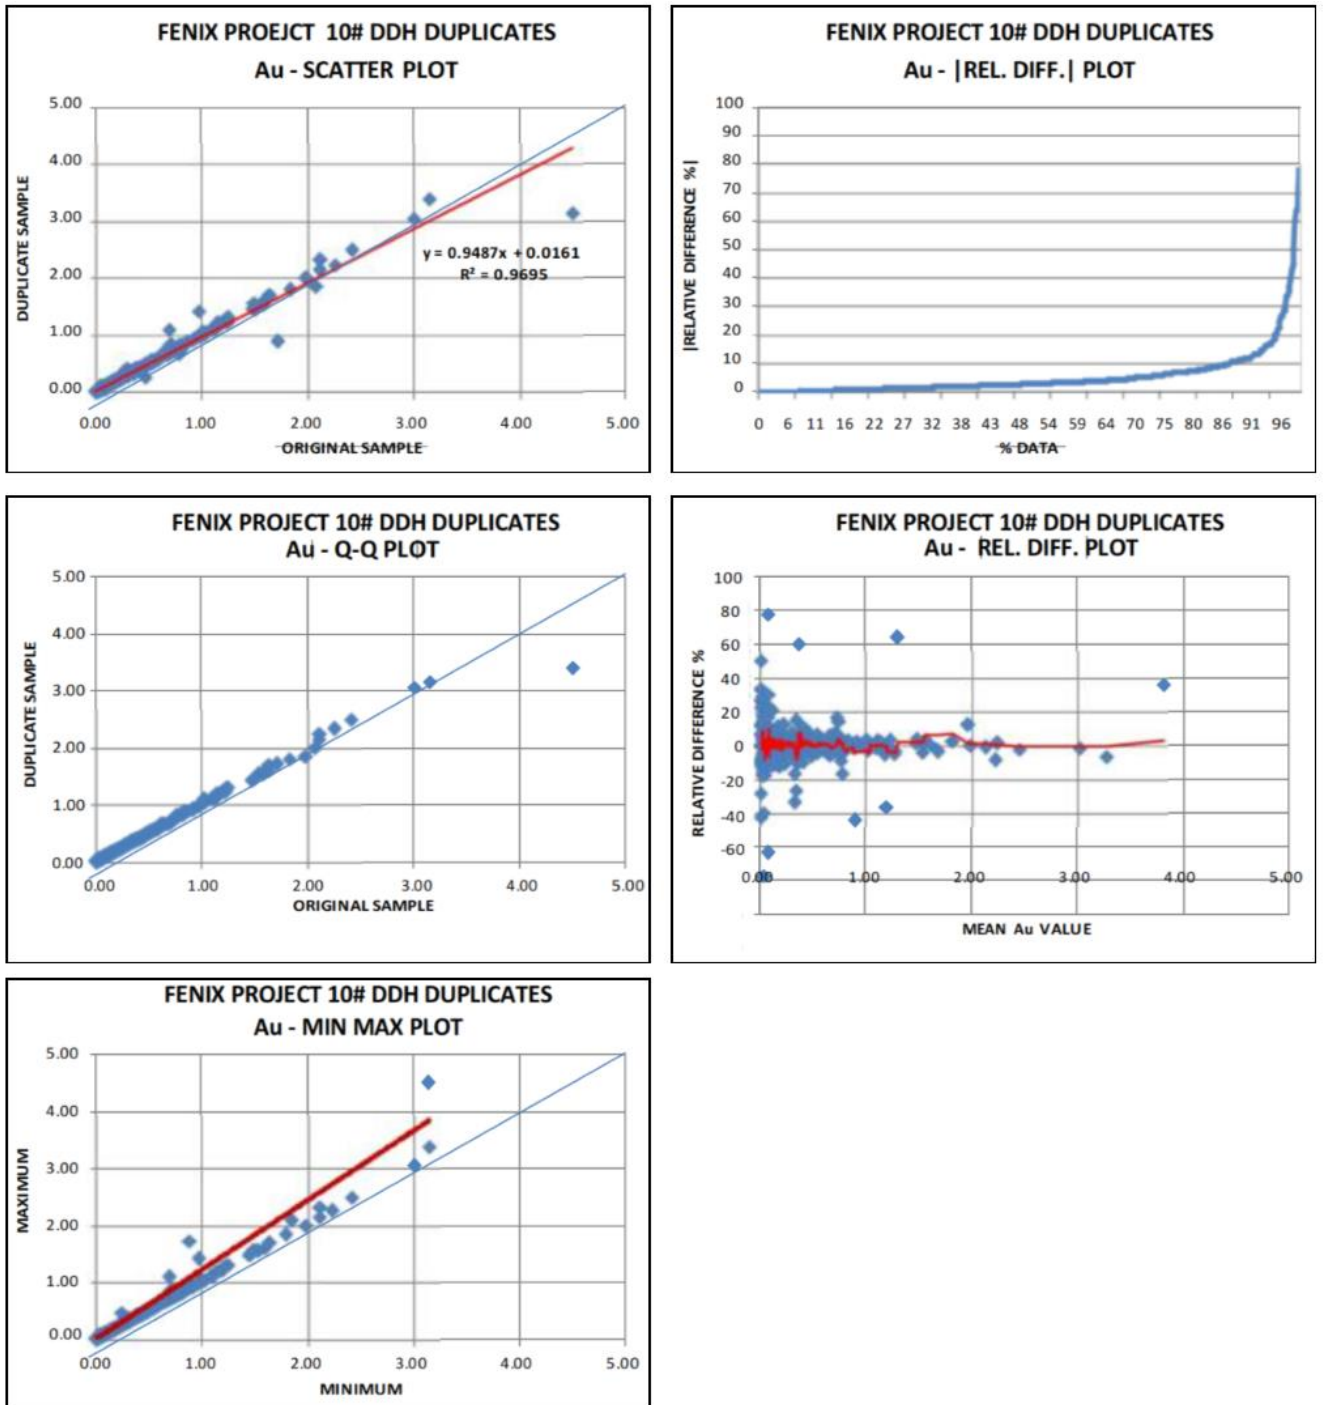 FENIX PROEJCT 10# DDH DUPLICATES
Au - SCATTER PLOT
5.00
4.00
3.00
2.00
1.00
0.00
DUPLICATE SAMPLE
y = 0.9487x + 0.0161
R² = 0.9695
0.00 1.00 2.00 3.00 4.00 5.00
ORIGINAL SAMPLE
FENIX PROJECT 10# DDH DUPLICATES
Au - |REL. DIFF.| PLOT
100
90
80
70
60
50
40
30
20
10
0
|RELATIVE DIFFERENCE %|
0 6 11 16 22 27 32 38 43 48 54 59 64 70 75 80 86 91 96
% DATA
FENIX PROJECT 10# DDH DUPLICATES
Au - Q-Q PLOT
5.00
4.00
3.00
2.00
1.00
0.00
DUPLICATE SAMPLE
0.00 1.00 2.00 3.00 4.00 5.00
ORIGINAL SAMPLE
FENIX PROJECT 10# DDH DUPLICATES
Au - REL. DIFF. PLOT
100
80
60
40
20
0
-20
-40
-60
RELATIVE DIFFERENCE %
0.00 1.00 2.00 3.00 4.00 5.00
MEAN Au VALUE
FENIX PROJECT 10# DDH DUPLICATES
Au - MIN MAX PLOT
5.00
4.00
3.00
2.00
1.00
0.00
MAXIMUM
0.00 1.00 2.00 3.00 4.00 5.00
MINIMUM